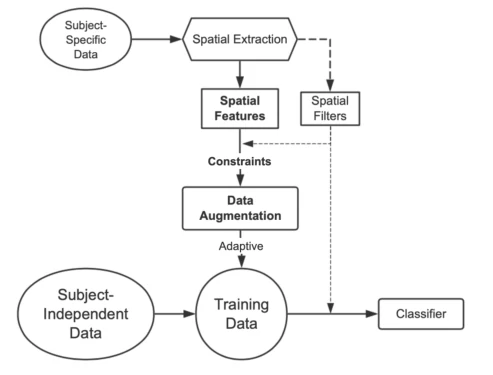 Subject-
Specific
Data
Spatial Extraction
Spatial
Features
Spatial
Filters
Constraints
Data
Augmentation
Adaptive
Subject-
Independent
Data
Training
Data
Classifier